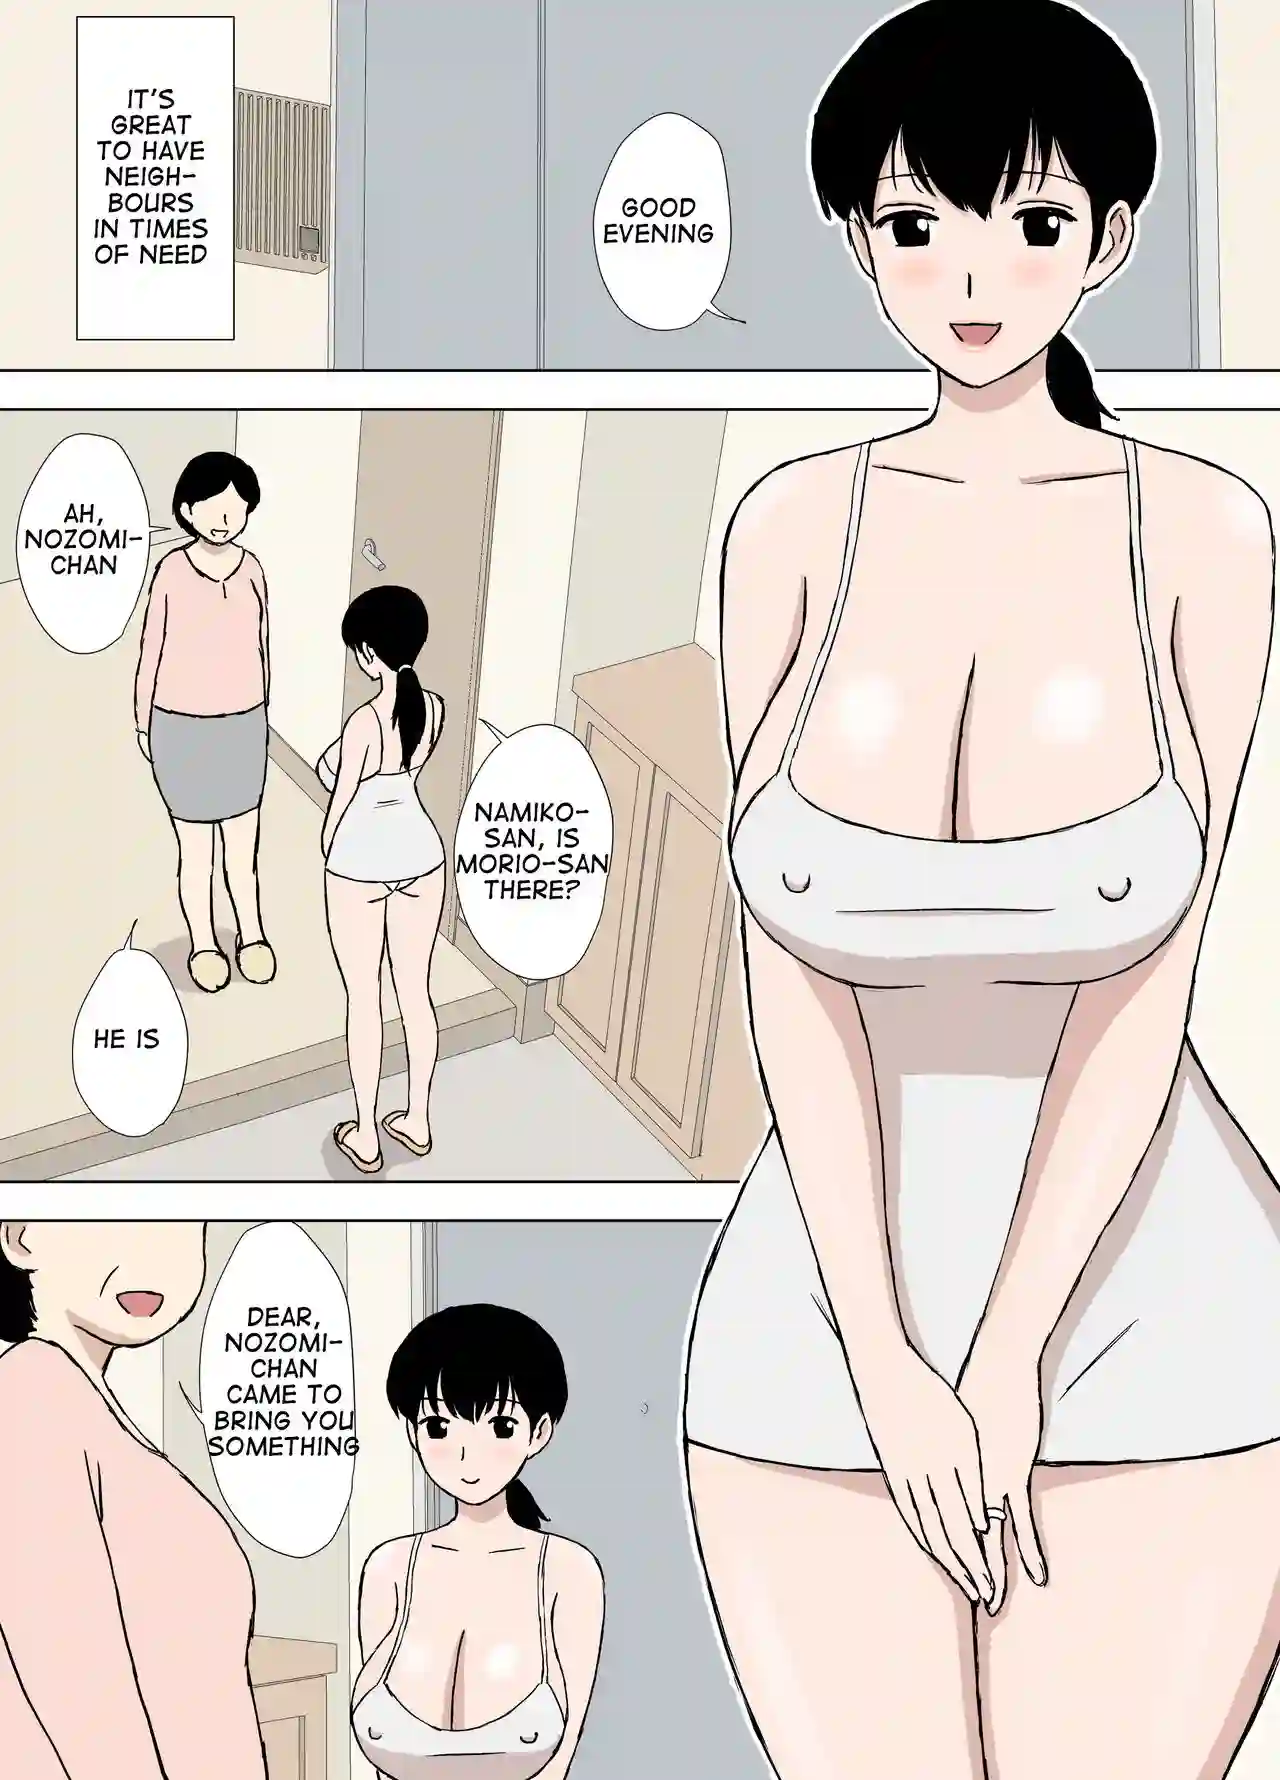 IT'S
GREAT
TO HAVE
NEIGH-
BOURS
IN TIMES
OF NEED
GOOD
EVENING
AH,
NOZOMI-
CHAN
NAMIKO-
SAN, IS
MORIO-SAN
THERE?
HE IS
DEAR,
NOZOMI-
CHAN
CAME TO
BRING YOU
SOMETHING